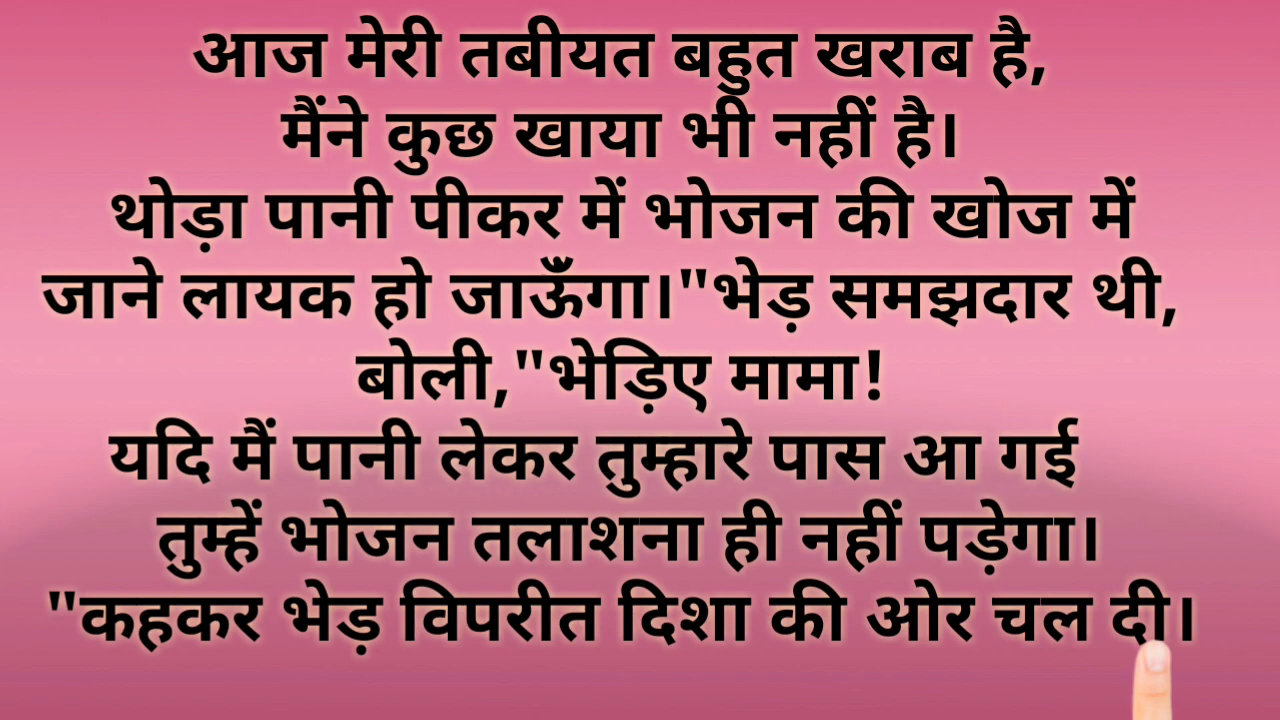 आज मेरी तबीयत बहुत खराब है,
मैंने कुछ खाया भी नहीं है।
थोड़ा पानी पीकर में भोजन की खोज में
जाने लायक हो जाऊँगा।"भेड़ समझदार थी,
बोली,"भेड़िए मामा!
यदि मैं पानी लेकर तुम्हारे पास आ गई
तुम्हें भोजन तलाशना ही नहीं पड़ेगा।
"कहकर भेड़ विपरीत दिशा की ओर चल दी।